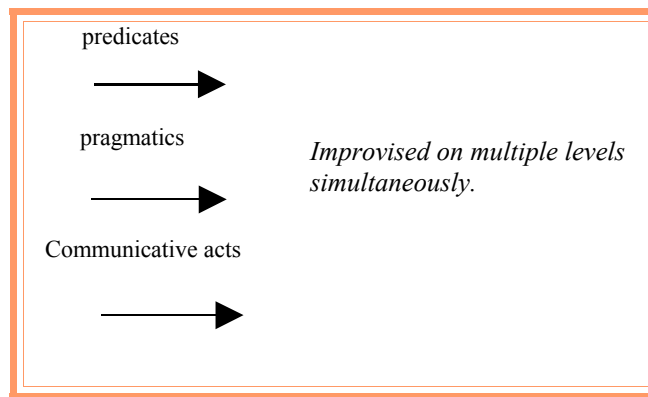 predicates
pragmatics
Improvised on multiple levels
simultaneously.
Communicative acts